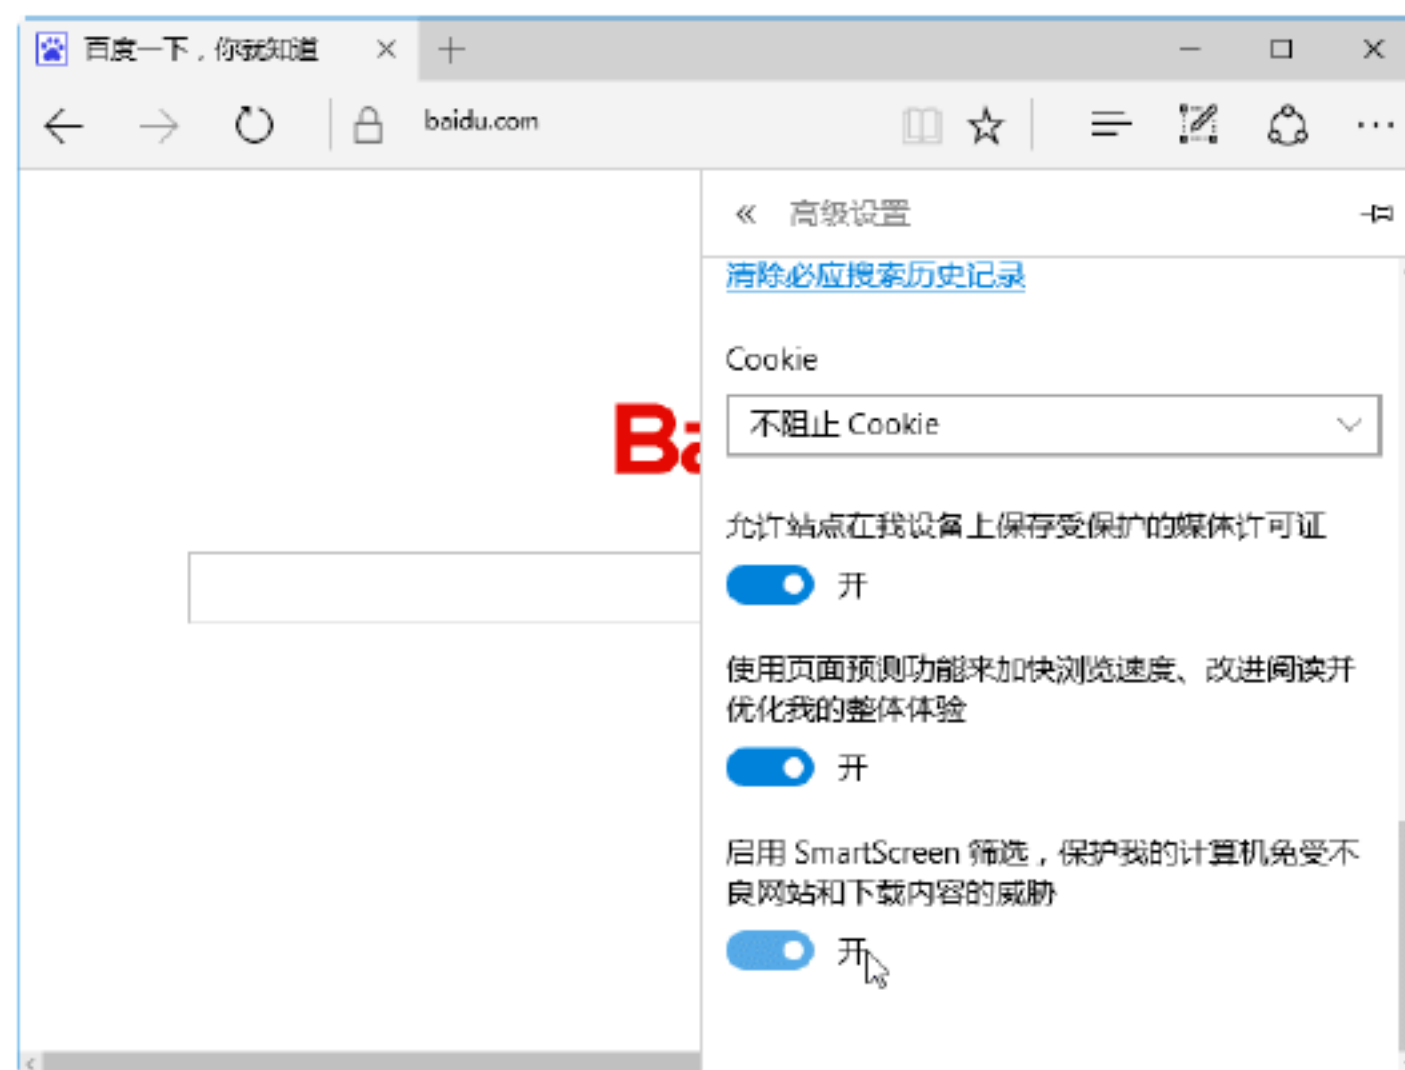 百度一下，你就知道
baidu.com
高级设置
清除必应搜索历史记录
Cookie
不阻止 Cookie
Ba
允许站点在我设备上保存受保护的媒体许可证
开
使用页面预测功能来加快浏览速度、改进阅读并
优化我的整体体验
开
启用 SmartScreen 筛选，保护我的计算机免受不
良网站和下载内容的威胁
开